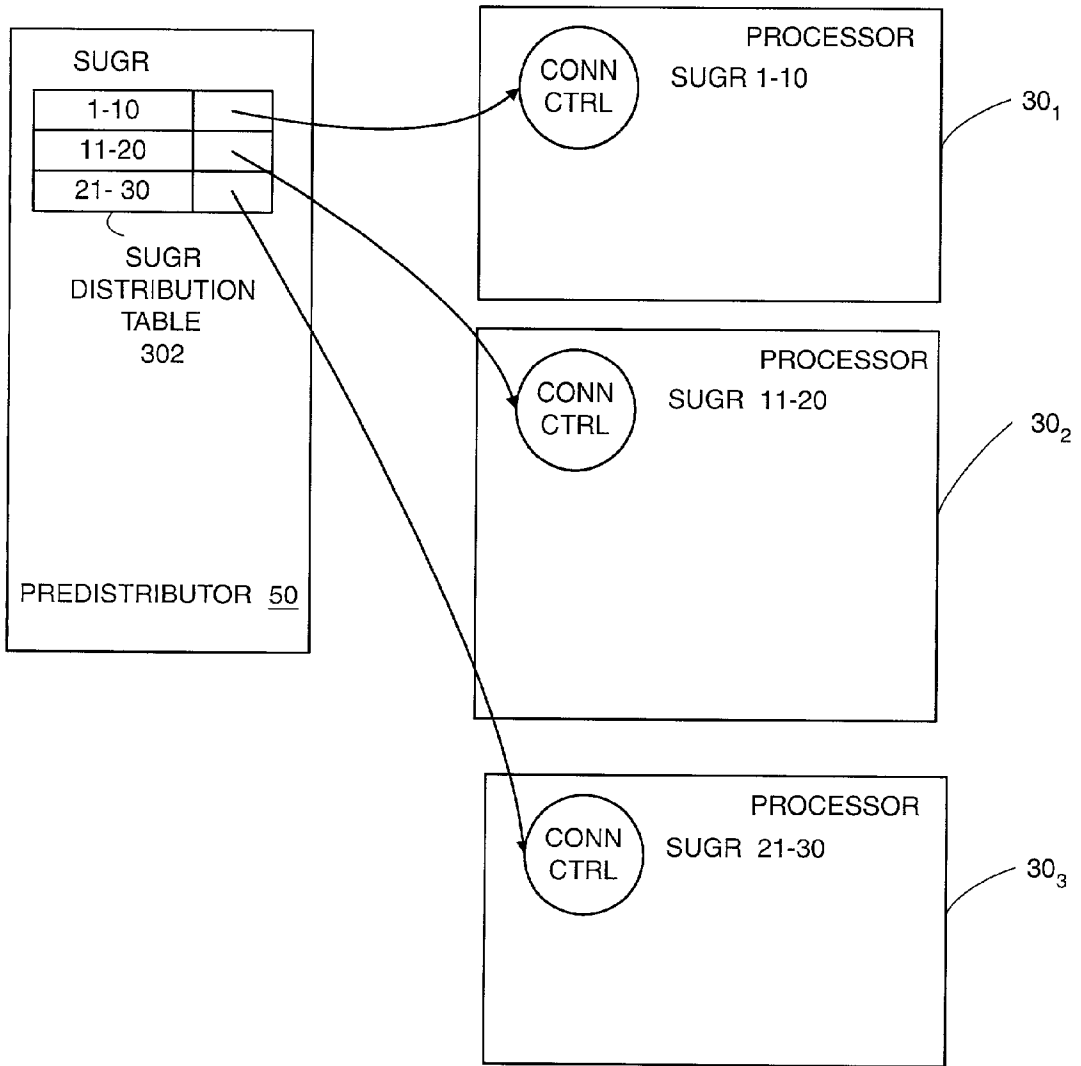 SUGR
1-10
11-20
21-30
SUGR
DISTRIBUTION
TABLE
302
PREDISTRIBUTOR 50
PROCESSOR
CONN
CTRL
SUGR 1-10
30₁
PROCESSOR
CONN
CTRL
SUGR 11-20
30₂
PROCESSOR
CONN
CTRL
SUGR 21-30
30₃